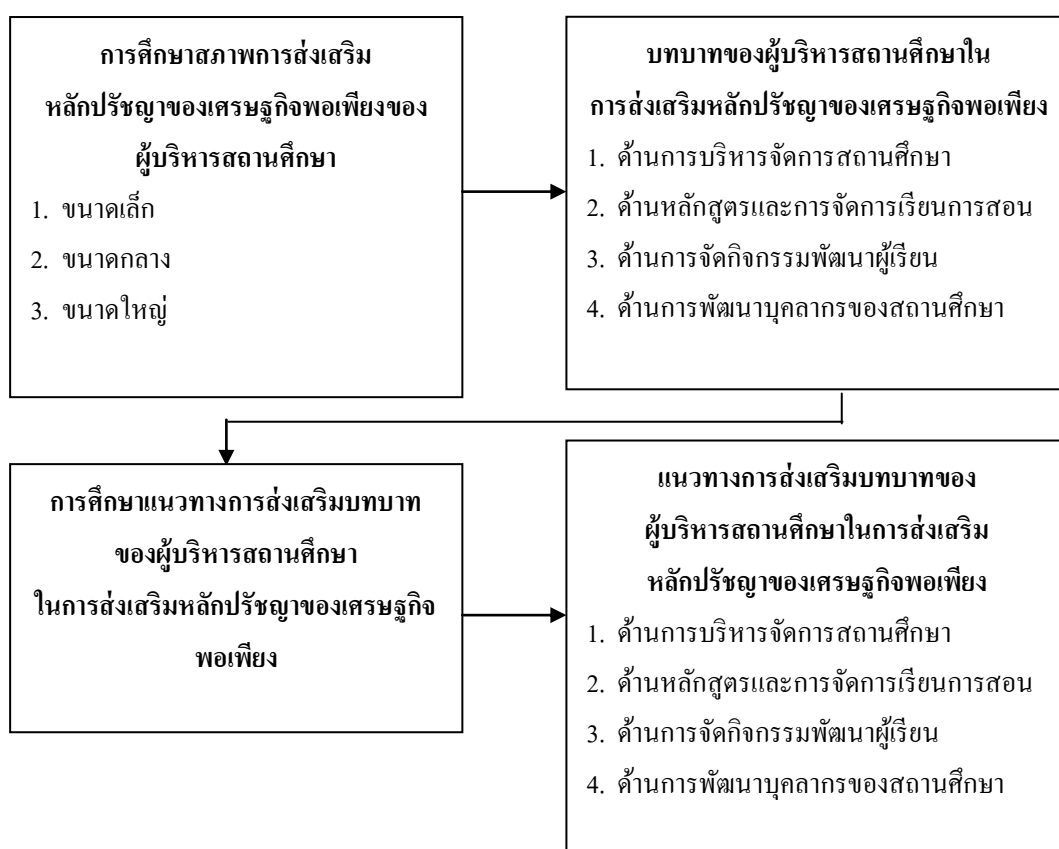 การศึกษาสภาพการส่งเสริม
หลักปรัชญาของเศรษฐกิจพอเพียงของ
ผู้บริหารสถานศึกษา
1. ขนาดเล็ก
2. ขนาดกลาง
3. ขนาดใหญ่
บทบาทของผู้บริหารสถานศึกษาใน
การส่งเสริมหลักปรัชญาของเศรษฐกิจพอเพียง
1. ด้านการบริหารจัดการสถานศึกษา
2. ด้านหลักสูตรและการจัดการเรียนการสอน
3. ด้านการจัดกิจกรรมพัฒนาผู้เรียน
4. ด้านการพัฒนาบุคลากรของสถานศึกษา
การศึกษาแนวทางการส่งเสริมบทบาท
ของผู้บริหารสถานศึกษา
ในการส่งเสริมหลักปรัชญาของเศรษฐกิจ
พอเพียง
แนวทางการส่งเสริมบทบาทของ
ผู้บริหารสถานศึกษาในการส่งเสริม
หลักปรัชญาของเศรษฐกิจพอเพียง
1. ด้านการบริหารจัดการสถานศึกษา
2. ด้านหลักสูตรและการจัดการเรียนการสอน
3. ด้านการจัดกิจกรรมพัฒนาผู้เรียน
4. ด้านการพัฒนาบุคลากรของสถานศึกษา